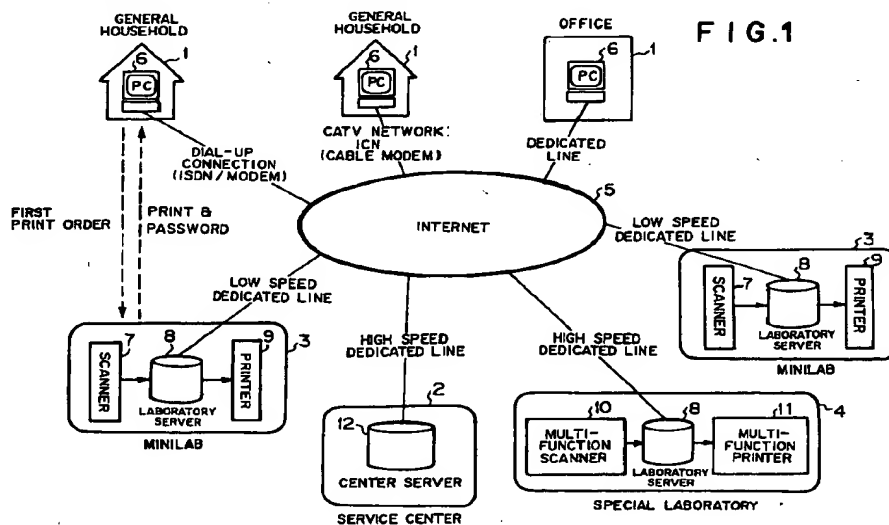 FIG.1
GENERAL
HOUSEHOLD
1
6
PC
GENERAL
HOUSEHOLD
1
6
PC
OFFICE
1
6
PC
DIAL-UP
CONNECTION
(ISDN/MODEM)
CATV NETWORK:
ICN
(CABLE MODEM)
DEDICATED
LINE
5
INTERNET
FIRST
PRINT ORDER
PRINT &
PASSWORD
LOW SPEED
DEDICATED LINE
LOW SPEED
DEDICATED LINE
HIGH SPEED
DEDICATED LINE
HIGH SPEED
DEDICATED LINE
3
7
SCANNER
8
LABORATORY
SERVER
9
PRINTER
MINILAB
3
7
SCANNER
8
LABORATORY
SERVER
9
PRINTER
MINILAB
2
12
CENTER SERVER
SERVICE CENTER
4
10
MULTI-
FUNCTION
SCANNER
8
LABORATORY
SERVER
11
MULTI-
FUNCTION
PRINTER
SPECIAL LABORATORY